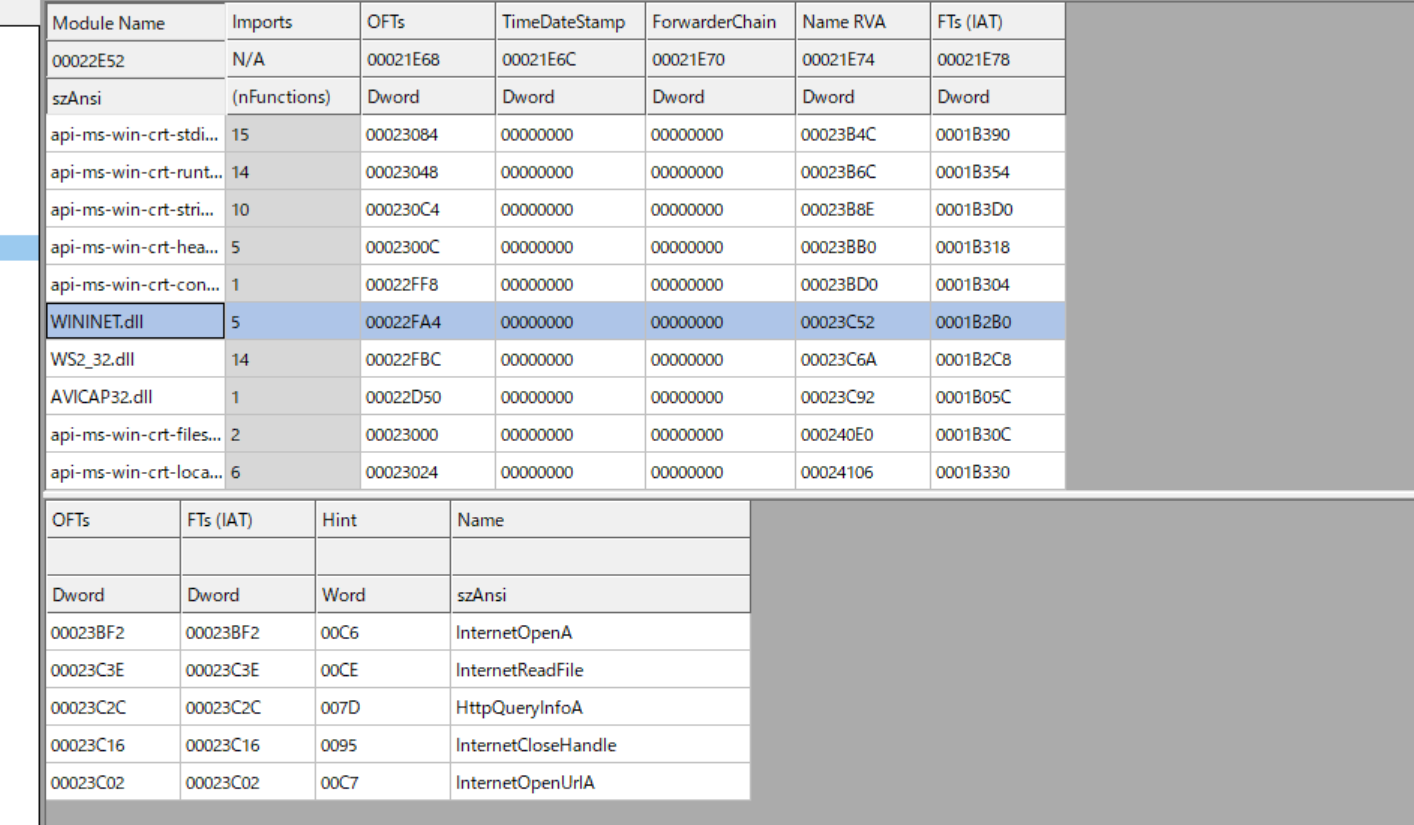 Module Name Imports OFTs TimeDateStamp ForwarderChain Name RVA FTs (IAT)
00022E52 N/A 00021E68 00021E6C 00021E70 00021E74 00021E78
szAnsi (nFunctions) Dword Dword Dword Dword Dword
api-ms-win-crt-stdi... 15 00023084 00000000 00000000 00023B4C 0001B390
api-ms-win-crt-runt... 14 00023048 00000000 00000000 00023B6C 0001B354
api-ms-win-crt-stri... 10 000230C4 00000000 00000000 00023B8E 0001B3D0
api-ms-win-crt-hea... 5 0002300C 00000000 00000000 00023BB0 0001B318
api-ms-win-crt-con... 1 00022FF8 00000000 00000000 00023BD0 0001B304
WININET.dll 5 00022FA4 00000000 00000000 00023C52 0001B2B0
WS2_32.dll 14 00022FBC 00000000 00000000 00023C6A 0001B2C8
AVICAP32.dll 1 00022D50 00000000 00000000 00023C92 0001B05C
api-ms-win-crt-files... 2 00023000 00000000 00000000 000240E0 0001B30C
api-ms-win-crt-loca... 6 00023024 00000000 00000000 00024106 0001B330
OFTs FTs (IAT) Hint Name
Dword Dword Word szAnsi
00023BF2 00023BF2 00C6 InternetOpenA
00023C3E 00023C3E 00CE InternetReadFile
00023C2C 00023C2C 007D HttpQueryInfoA
00023C16 00023C16 0095 InternetCloseHandle
00023C02 00023C02 00C7 InternetOpenUrlA